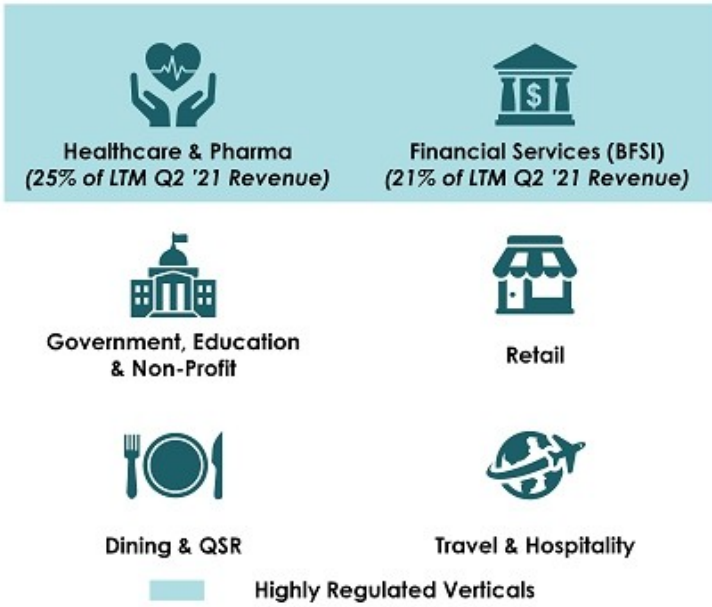 $
Healthcare & Pharma
(25% of LTM Q2 '21 Revenue)
Financial Services (BFSI)
(21% of LTM Q2 '21 Revenue)
Government, Education
& Non-Profit
Retail
Dining & QSR
Travel & Hospitality
Highly Regulated Verticals